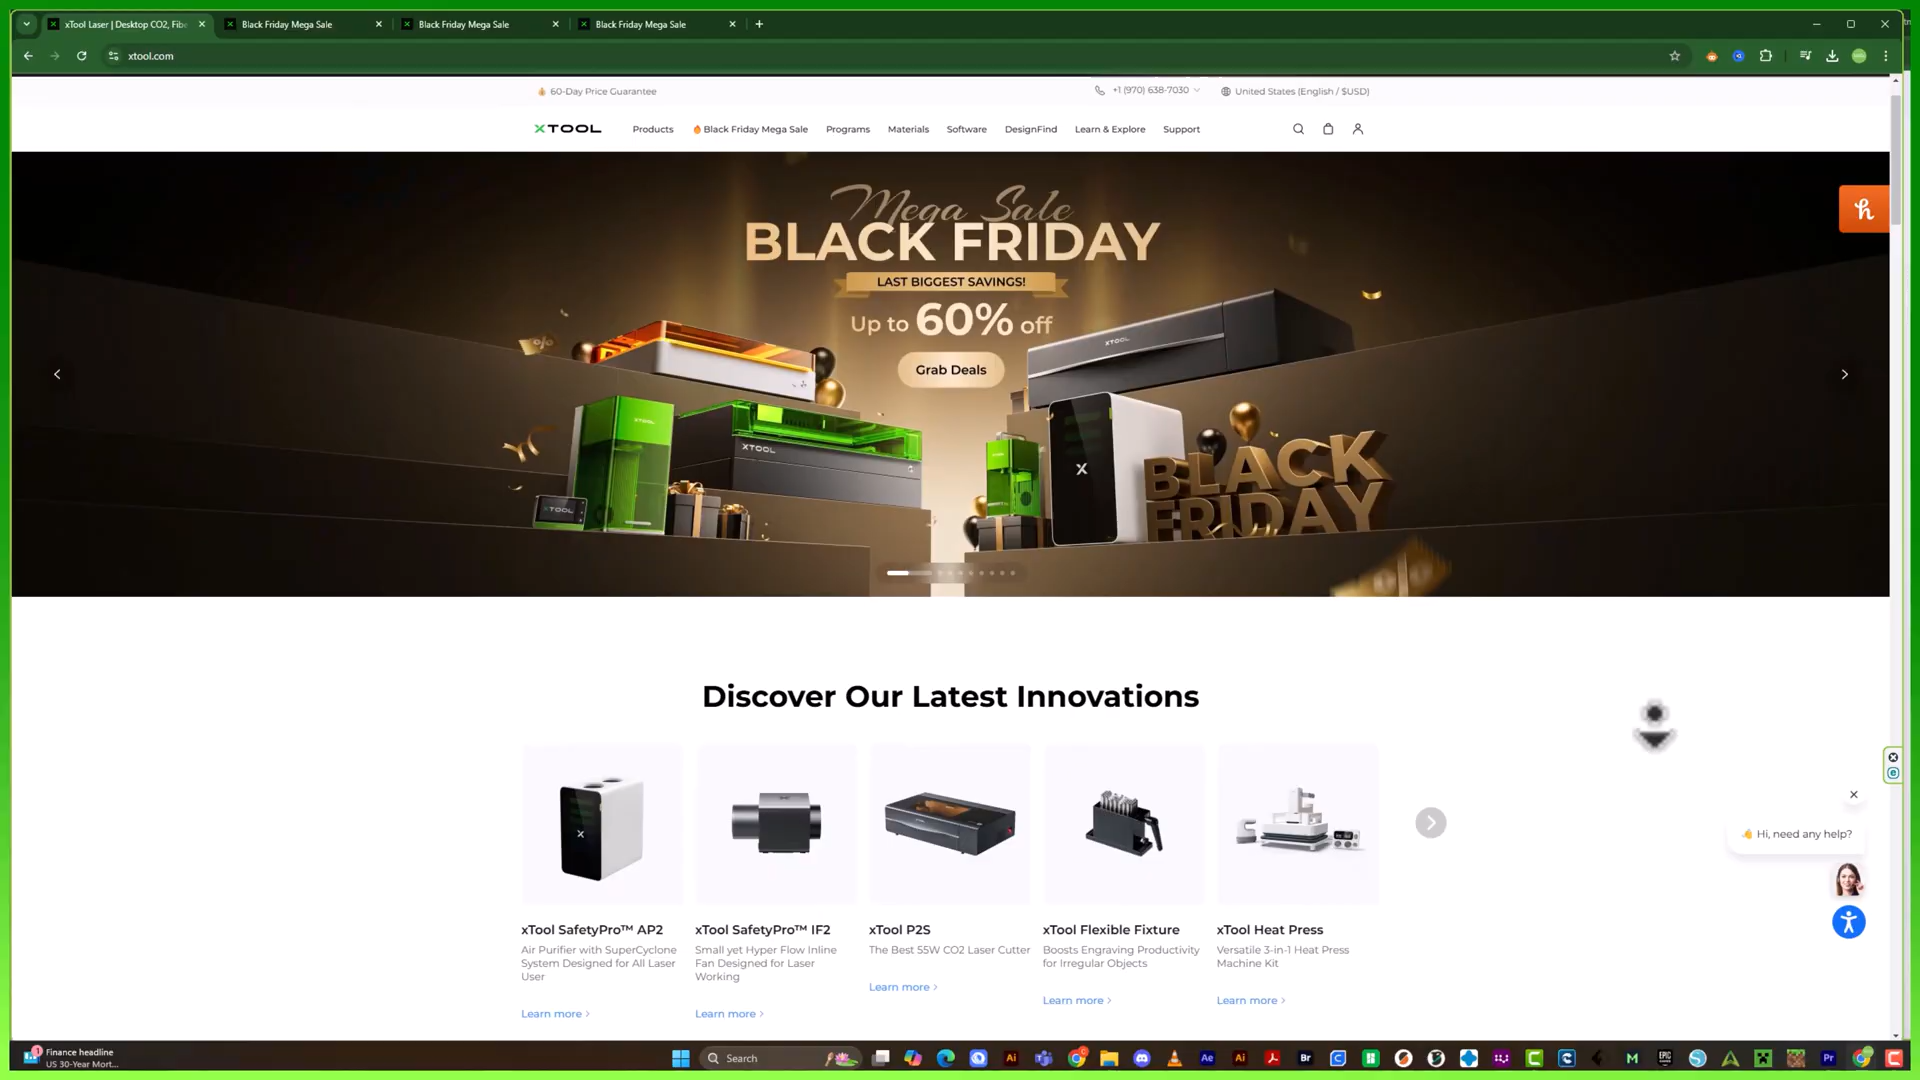 xTool Laser | Desktop CO2, Fibe
Black Friday Mega Sale
Black Friday Mega Sale
Black Friday Mega Sale
xtool.com
60-Day Price Guarantee
+1 (970) 638-7030
United States (English / $USD)
XTOOL
Products
Black Friday Mega Sale
Programs
Materials
Software
DesignFind
Learn & Explore
Support
Mega Sale
BLACK FRIDAY
LAST BIGGEST SAVINGS!
Up to 60% off
Grab Deals
XTOOL
XTOOL
XTOOL
XTOOL
X
BLACK
FRIDAY
Discover Our Latest Innovations
xTool SafetyPro™ AP2
Air Purifier with SuperCyclone
System Designed for All Laser
User
Learn more >
xTool SafetyPro™ IF2
Small yet Hyper Flow Inline
Fan Designed for Laser
Working
Learn more >
xTool P2S
The Best 55W CO2 Laser Cutter
Learn more >
xTool Flexible Fixture
Boosts Engraving Productivity
for Irregular Objects
Learn more >
xTool Heat Press
Versatile 3-in-1 Heat Press
Machine Kit
Learn more >
Hi, need any help?
Finance headline
US 30-Year Mort...
Search